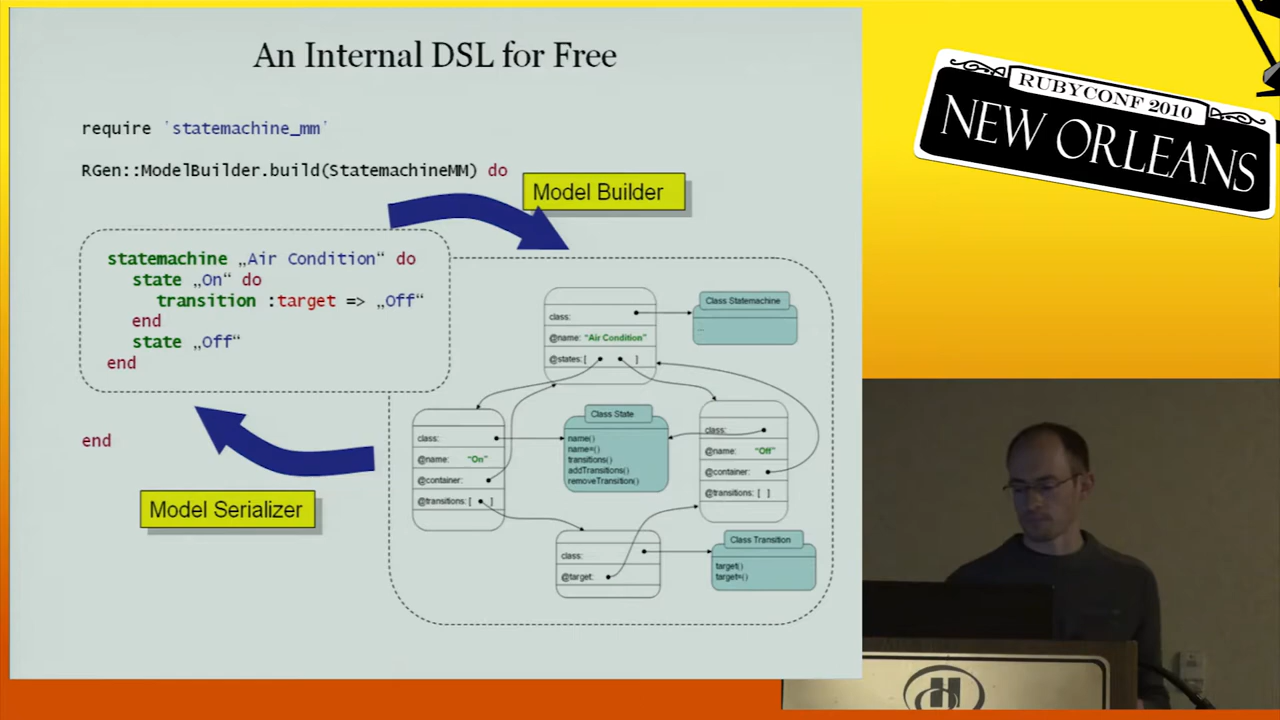 An Internal DSL for Free
require 'statemachine_mm'
RGen::ModelBuilder.build(StatemachineMM) do
Model Builder
statemachine „Air Condition“ do
state „On“ do
transition :target => „Off“
end
state „Off“
end
end
Model Serializer
class:
@name: “Air Condition”
@states:[ ]
Class Statemachine
...
class:
@name: “On”
@container:
@transitions: [ ]
Class State
name()
name=()
transitions()
addTransitions()
removeTransition()
class:
@name: “Off”
@container:
@transitions: [ ]
class:
@target:
Class Transition
target()
target=()
RUBYCONF 2010
NEW ORLEANS